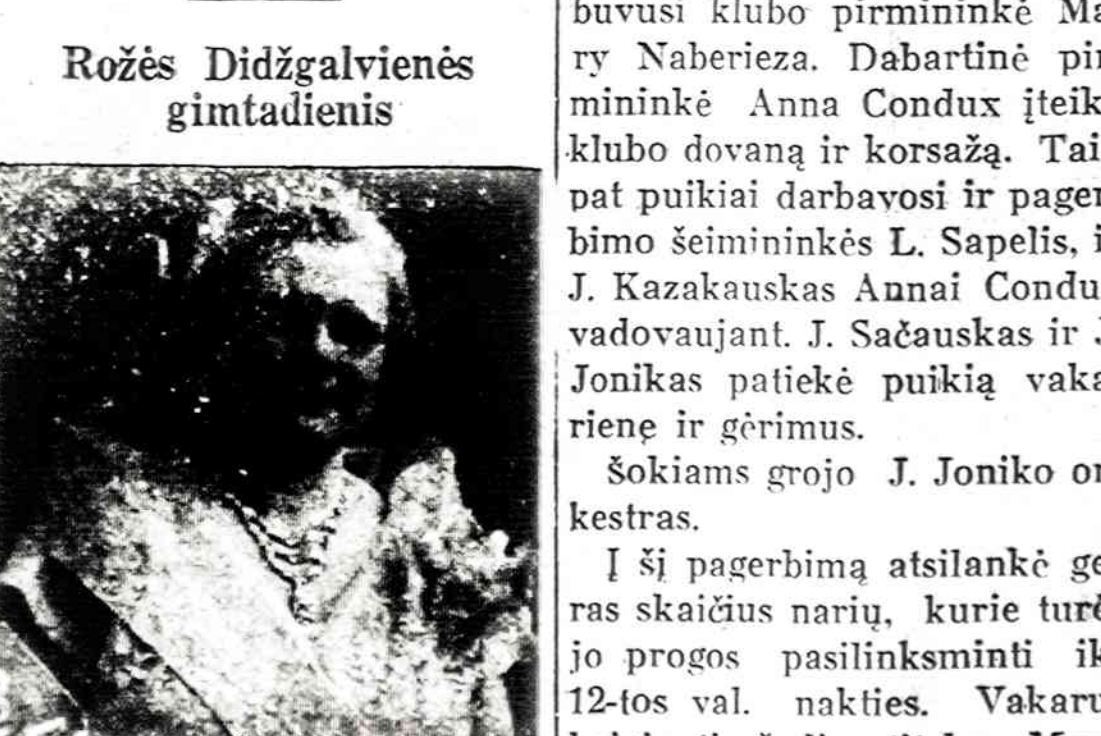 Rožės Didžgalvienės
gimtadienis
buvusi klubo pirmininkė Ma
ry Naberieza. Dabartinė pir
mininkė Anna Condux įteik
klubo dovaną ir korsažą. Tai
pat puikiai darbavosi ir pager
bimo šeimininkės L. Sapelis, i
J. Kazakauskas Annai Condu
vadovaujant. J. Sačauskas ir J
Jonikas patiekė puikią vaka
rienę ir gėrimus.
šokiams grojo J. Joniko or
kestras.
Į šį pagerbimą atsilankė ge
ras skaičius narių, kurie turė
jo progos pasilinksminti ik
12-tos val. nakties. Vakaru